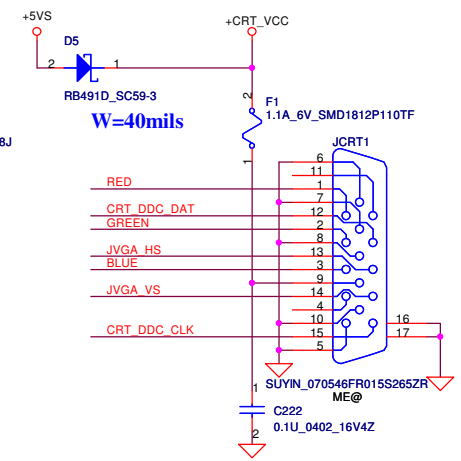 +5VS
+CRT_VCC
D5
2
1
RB491D_SC59-3
W=40mils
8J
2
F1
1.1A_6V_SMD1812P110TF
1
JCRT1
6
11
RED
1
7
CRT_DDC_DAT
12
GREEN
2
8
JVGA_HS
13
BLUE
3
9
JVGA_VS
14
4
10
16
CRT_DDC_CLK
15
17
5
SUYIN_070546FR015S265ZR
ME@
1
C222
0.1U_0402_16V4Z
2